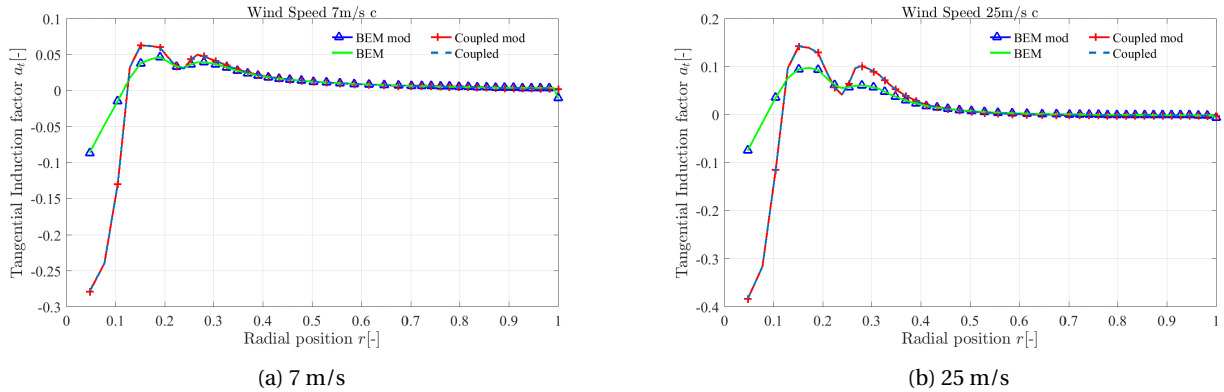 Wind Speed 7m/s c
0.1
0.05
0
-0.05
-0.1
-0.15
-0.2
-0.25
-0.3
Tangential Induction factor a_t[-]
BEM mod
BEM
Coupled mod
Coupled
0 0.1 0.2 0.3 0.4 0.5 0.6 0.7 0.8 0.9 1
Radial position r[-]
(a) 7 m/s
Wind Speed 25m/s c
0.2
0.1
0
-0.1
-0.2
-0.3
-0.4
Tangential Induction factor a_t[-]
BEM mod
BEM
Coupled mod
Coupled
0 0.1 0.2 0.3 0.4 0.5 0.6 0.7 0.8 0.9 1
Radial position r[-]
(b) 25 m/s